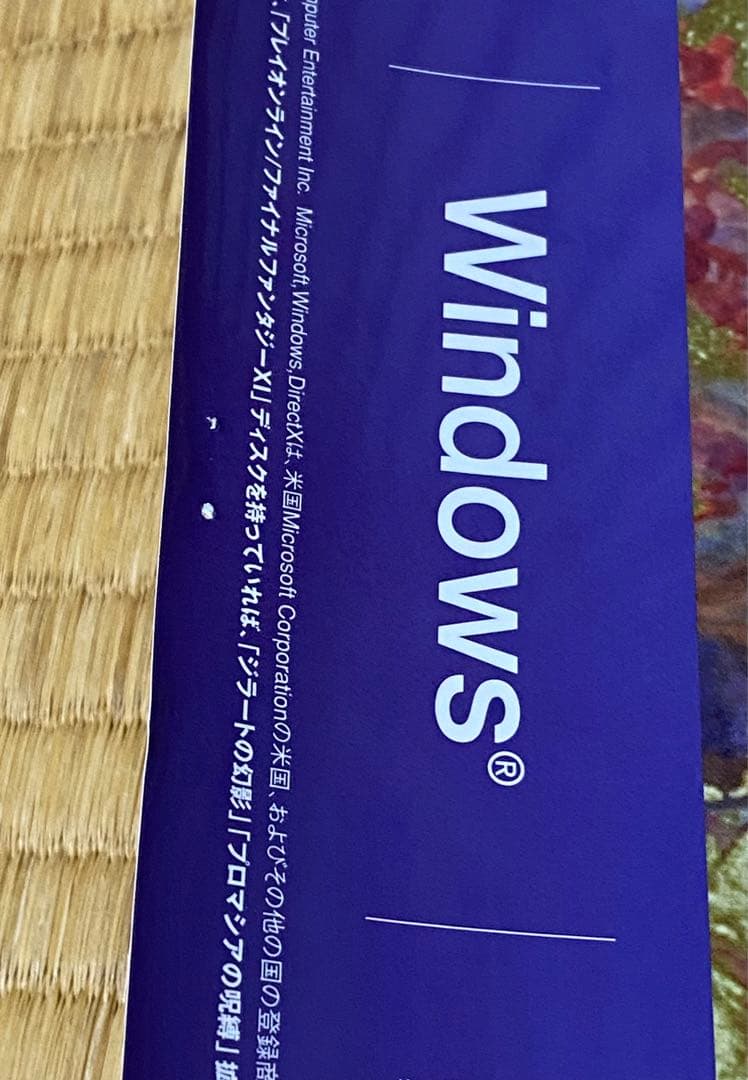 Windows®
puter Entertainment Inc. Microsoft,Windows,DirectXは、米国Microsoft Corporationの米国、およびその他の国の登録商
、「プレイオンライン/ファイナルファンタジーXI」ディスクを持っていれば、「ジラートの幻影」「プロマシアの呪縛」拡